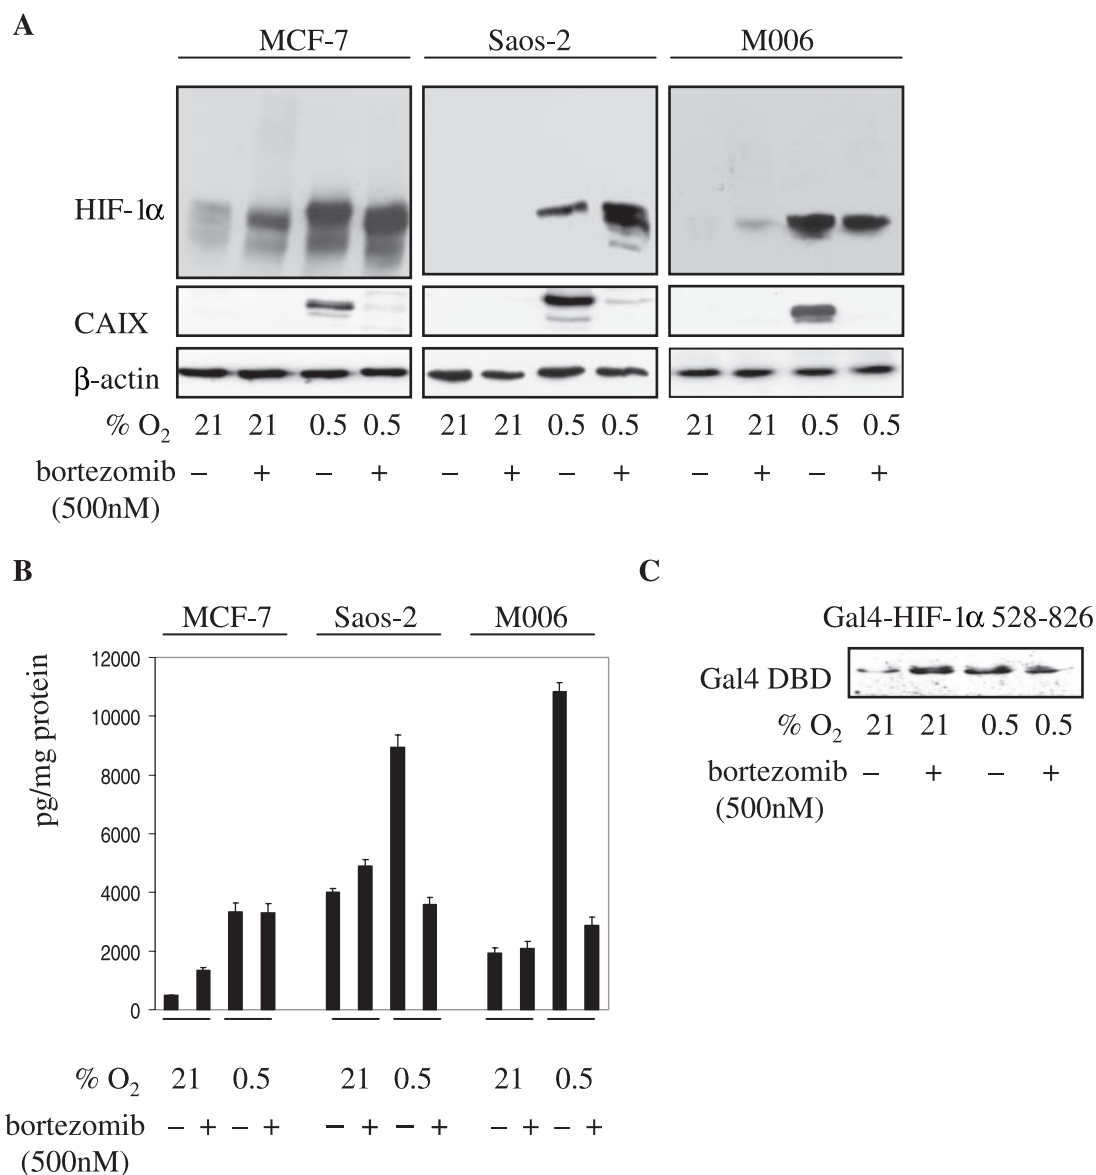 A
MCF-7 Saos-2 M006
HIF-1α
CAIX
β-actin
% O2 21 21 0.5 0.5 21 21 0.5 0.5 21 21 0.5 0.5
bortezomib − + − + − + − + − + − +
(500nM)
B
MCF-7 Saos-2 M006
pg/mg protein
12000
10000
8000
6000
4000
2000
0
% O2 21 0.5 21 0.5 21 0.5
bortezomib − + − + − + − + − + − +
(500nM)
C
Gal4-HIF-1α 528-826
Gal4 DBD
% O2 21 21 0.5 0.5
bortezomib − + − +
(500nM)